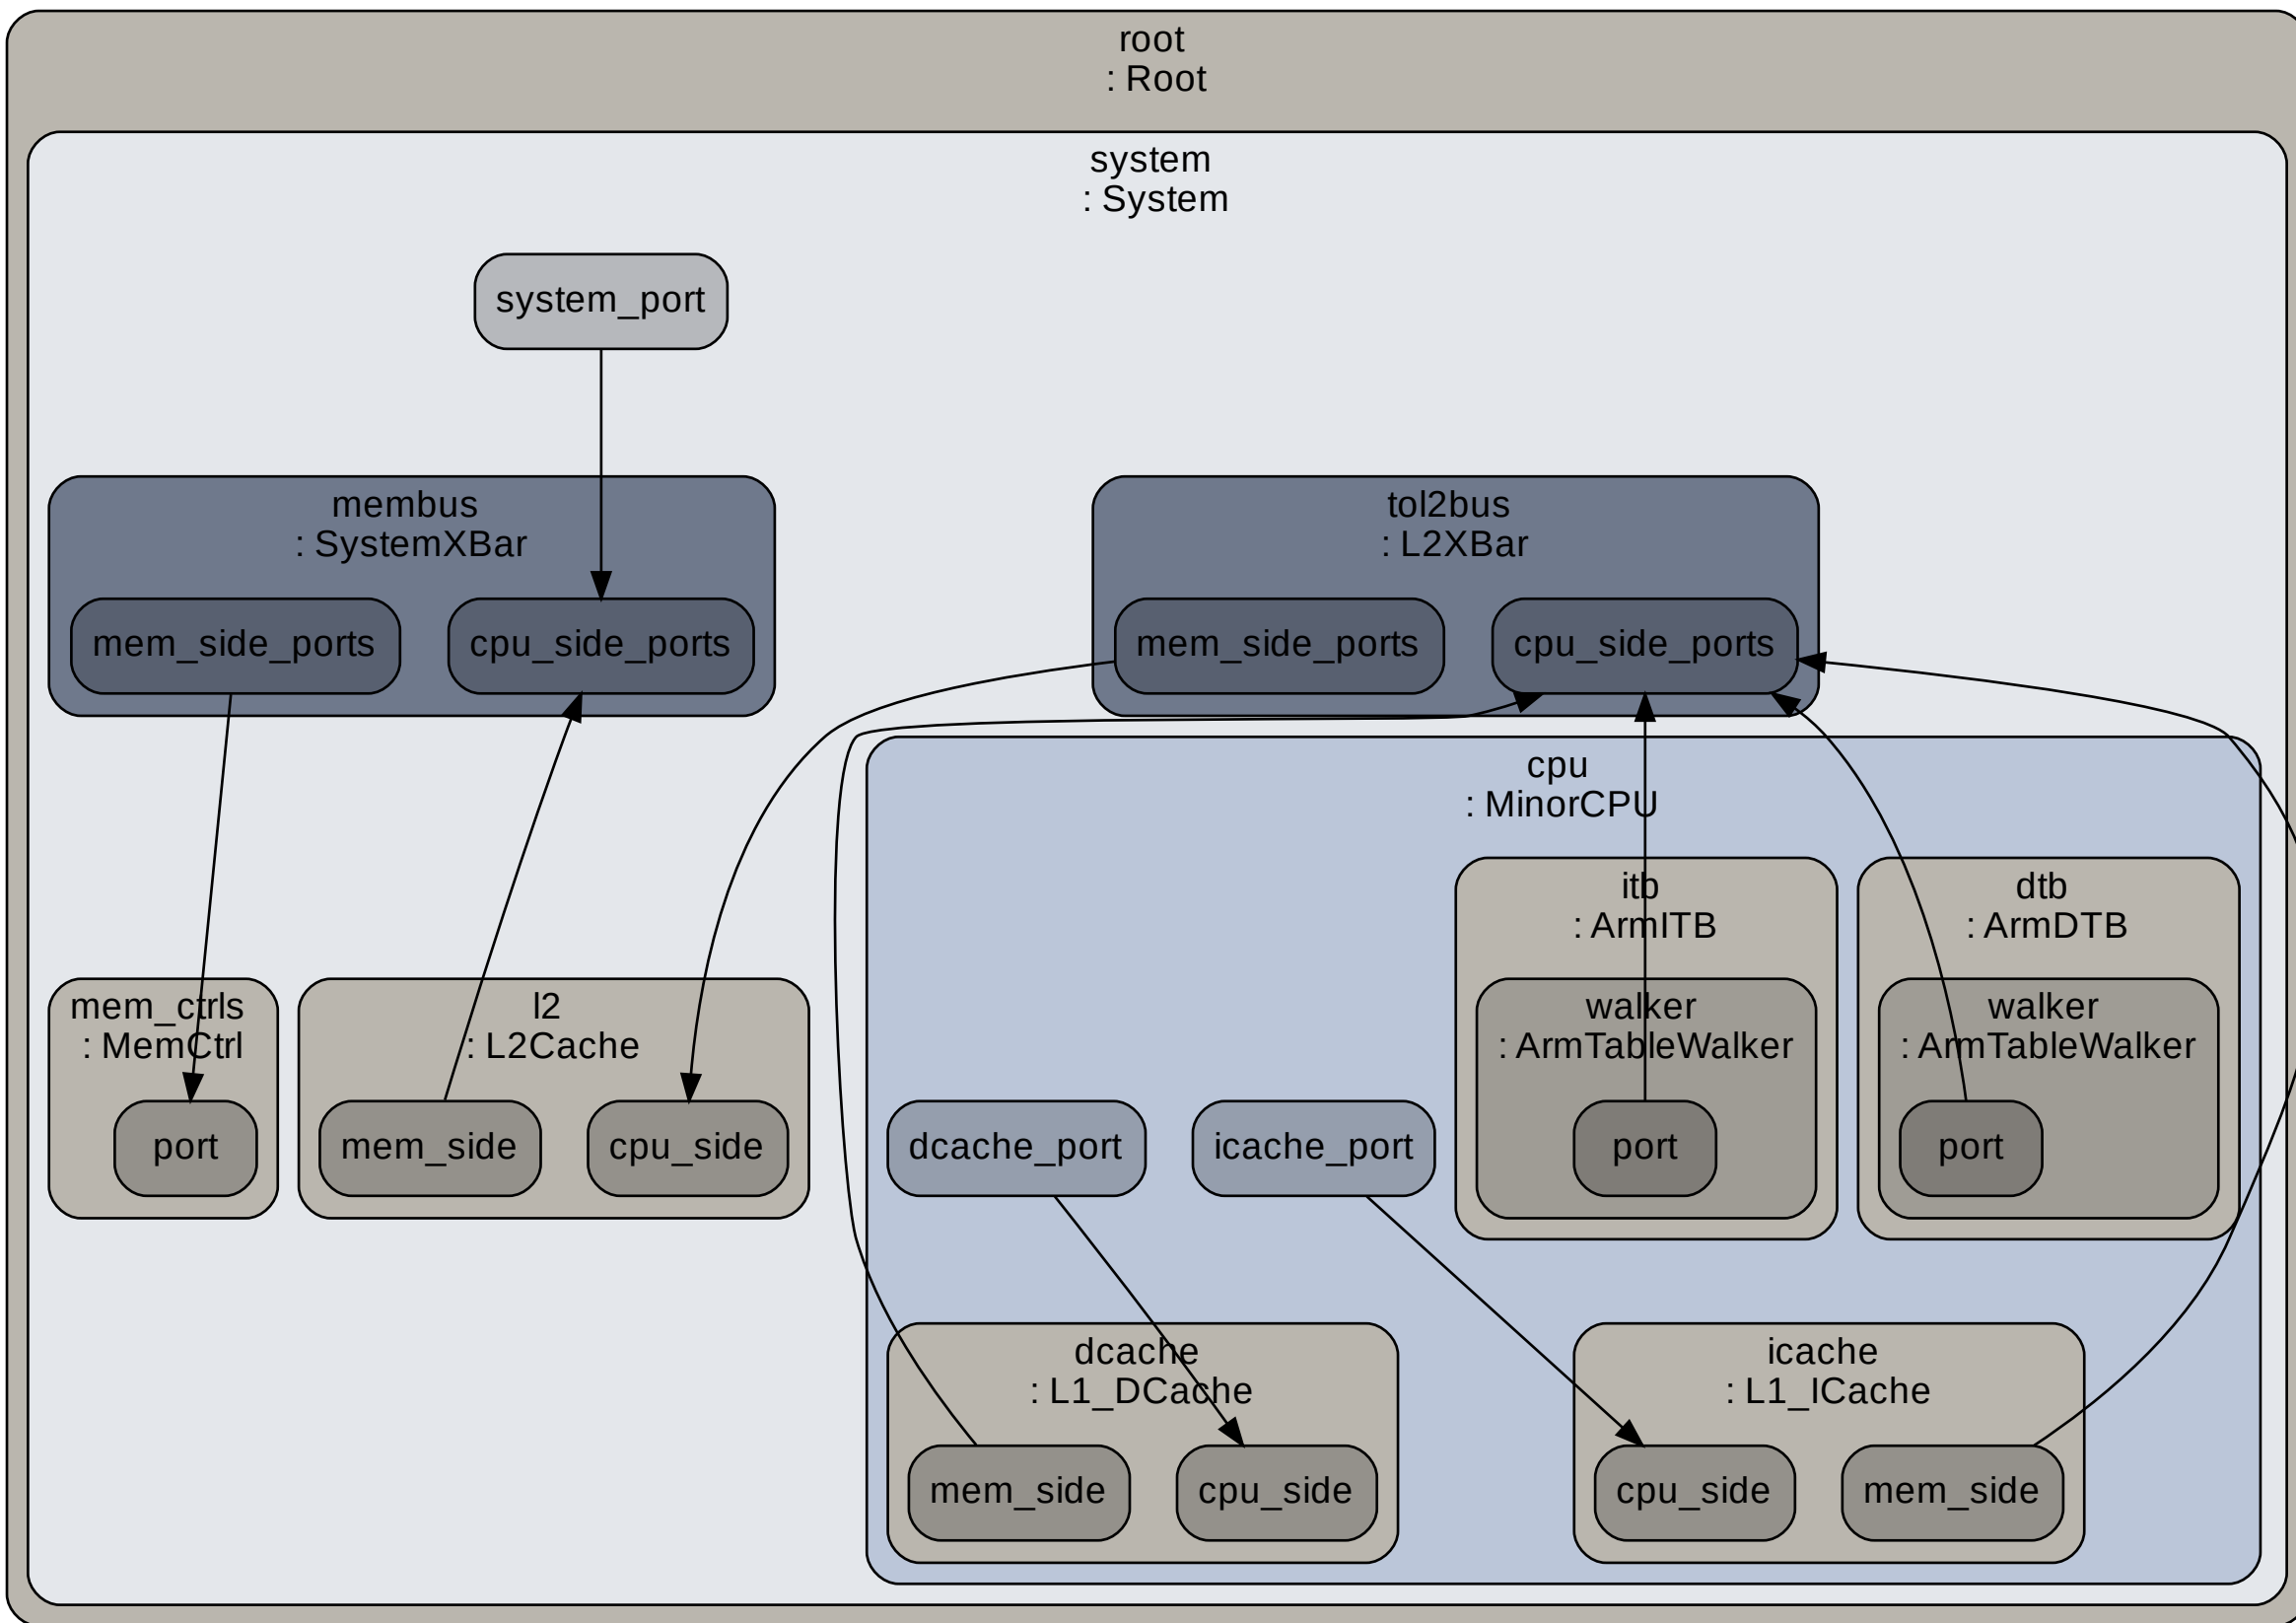 root
: Root
system
: System
system_port
membus
: SystemXBar
mem_side_ports
cpu_side_ports
tol2bus
: L2XBar
mem_side_ports
cpu_side_ports
cpu
: MinorCPU
itb
: ArmITB
dtb
: ArmDTB
mem_ctrls
: MemCtrl
port
l2
: L2Cache
mem_side
cpu_side
walker
: ArmTableWalker
port
walker
: ArmTableWalker
port
dcache_port
icache_port
dcache
: L1_DCache
mem_side
cpu_side
icache
: L1_ICache
cpu_side
mem_side